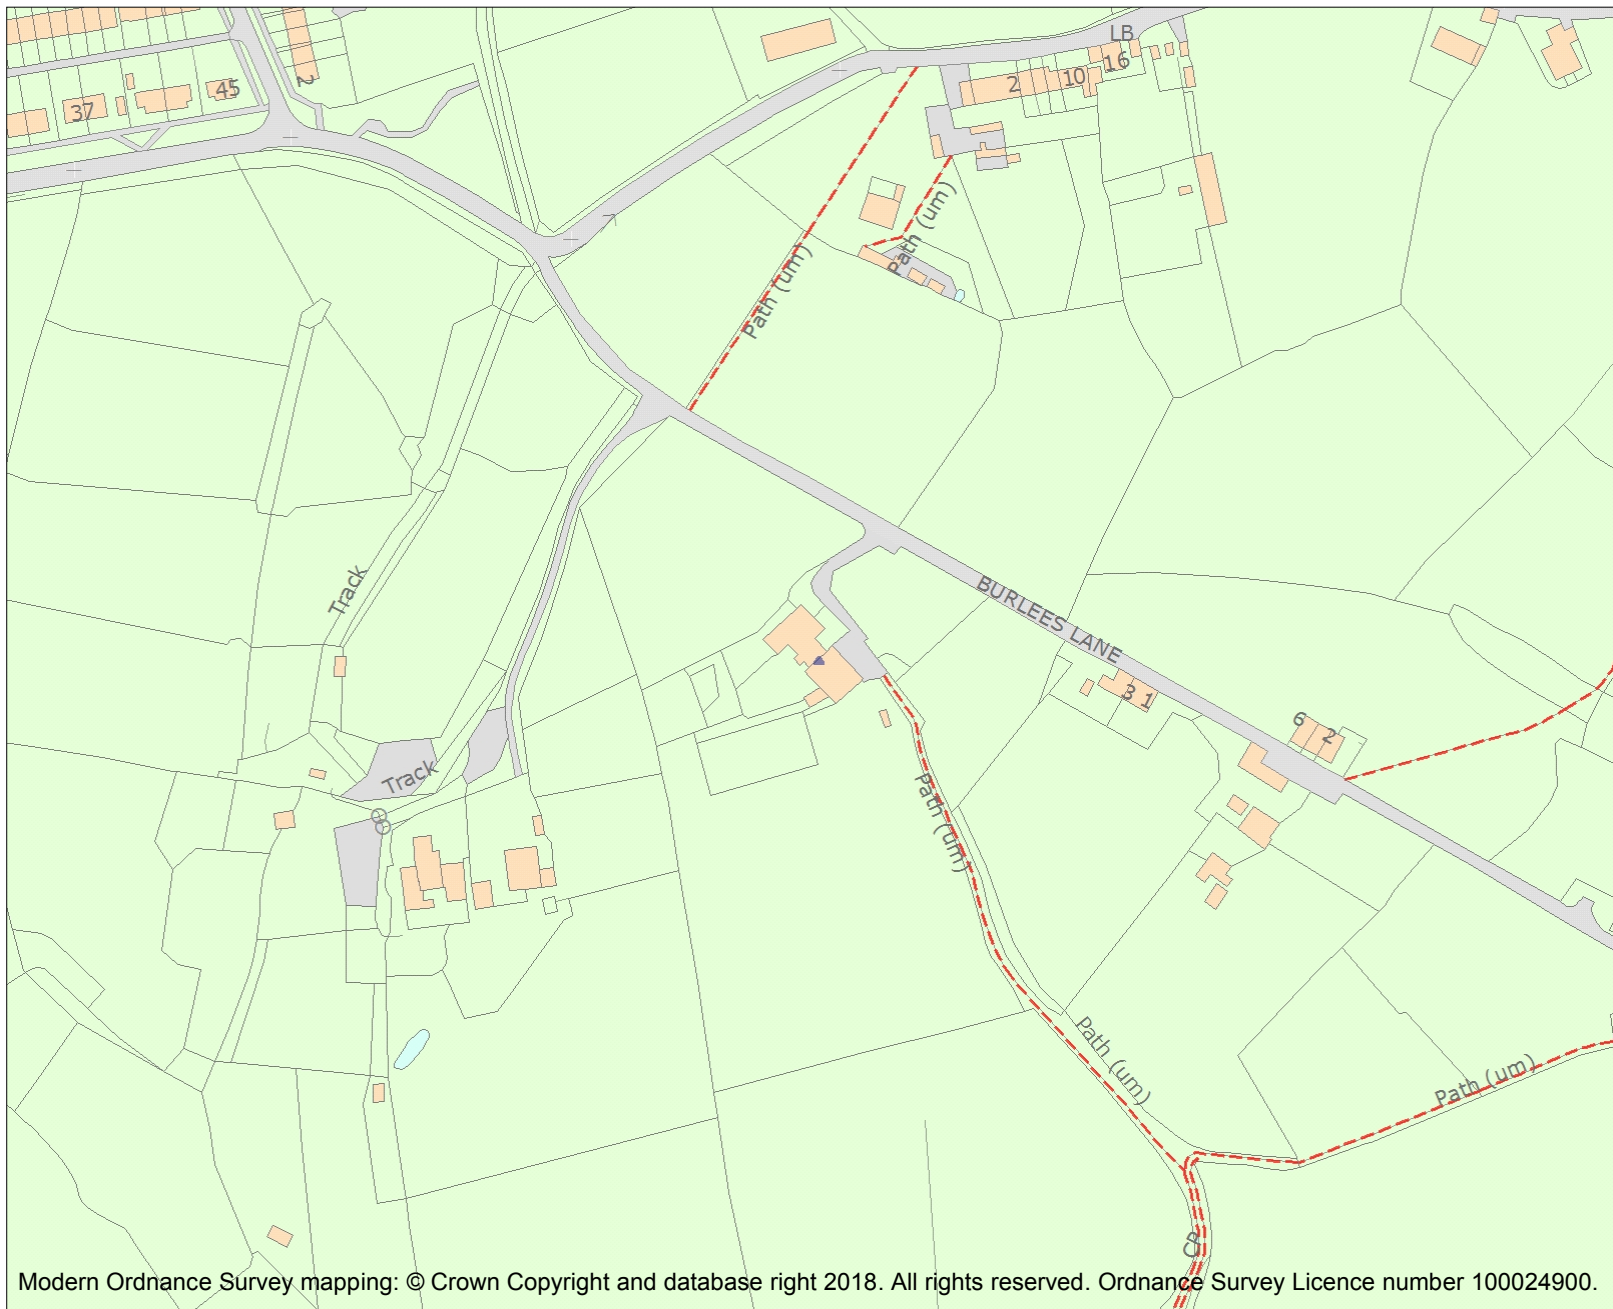 LB
2
16
10
2
45
37
Path (um)
Path (um)
Track
BURLEES LANE
3 1
6
2
Track
Path (um)
Path (um)
Path (um)
CP
Modern Ordnance Survey mapping: © Crown Copyright and database right 2018. All rights reserved. Ordnance Survey Licence number 100024900.